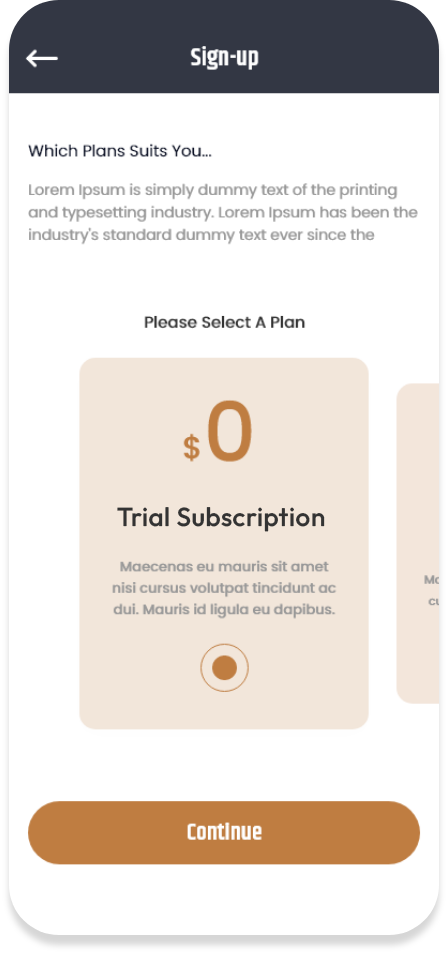 Sign-up
Which Plans Suits You...
Lorem Ipsum is simply dummy text of the printing
and typesetting industry. Lorem Ipsum has been the
industry's standard dummy text ever since the
Please Select A Plan
$0
Trial Subscription
Maecenas eu mauris sit amet
nisi cursus volutpat tincidunt ac
dui. Mauris id ligula eu dapibus.
Continue